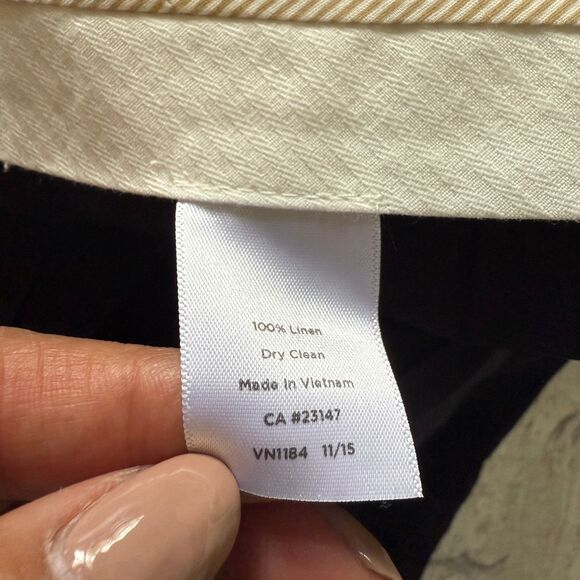 100% Linen
Dry Clean
Made In Vietnam
CA #23147
VN1184 11/15